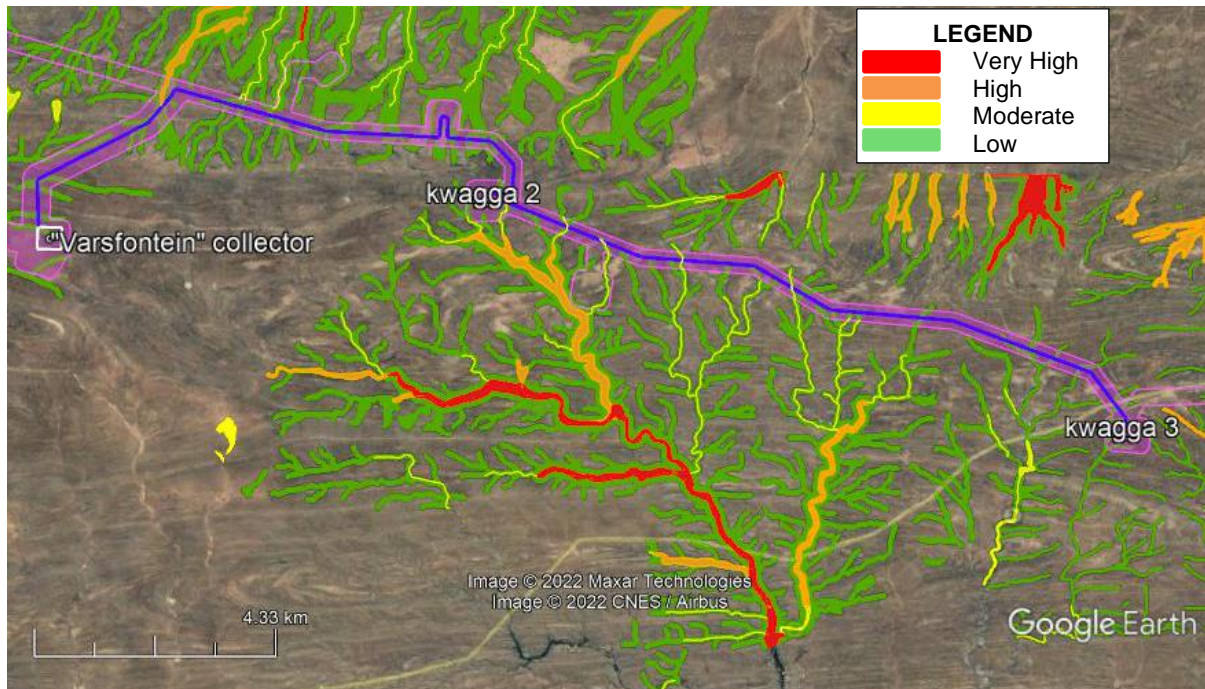 LEGEND
Very High
High
Moderate
Low
kwagga 2
"Varsfontein" collector
kwagga 3
Image © 2022 Maxar Technologies
Image © 2022 CNES / Airbus
4.33 km
Google Earth